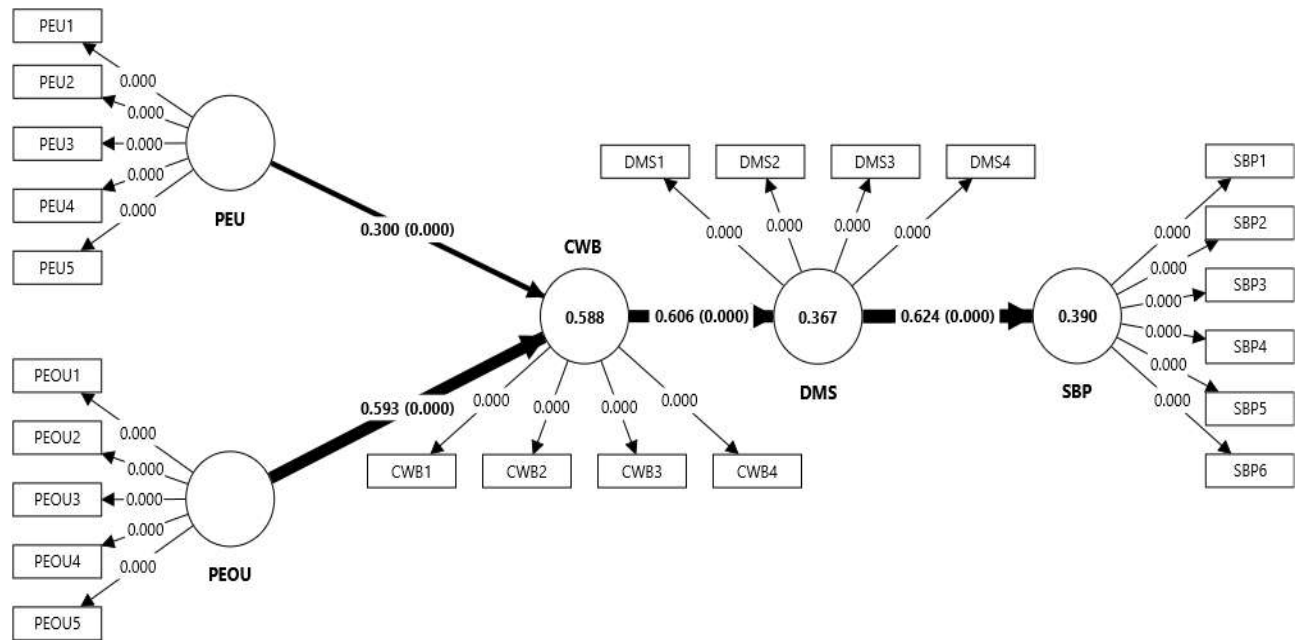 PEU1
PEU2
PEU3
PEU4
PEU5
0.000
0.000
0.000
0.000
0.000
PEU
0.300 (0.000)
PEOU1
PEOU2
PEOU3
PEOU4
PEOU5
0.000
0.000
0.000
0.000
0.000
PEOU
0.593 (0.000)
CWB
0.588
0.000
0.000
0.000
0.000
CWB1
CWB2
CWB3
CWB4
0.606 (0.000)
DMS1
DMS2
DMS3
DMS4
0.000
0.000
0.000
0.000
0.367
DMS
0.624 (0.000)
0.390
SBP
0.000
0.000
0.000
0.000
0.000
0.000
SBP1
SBP2
SBP3
SBP4
SBP5
SBP6